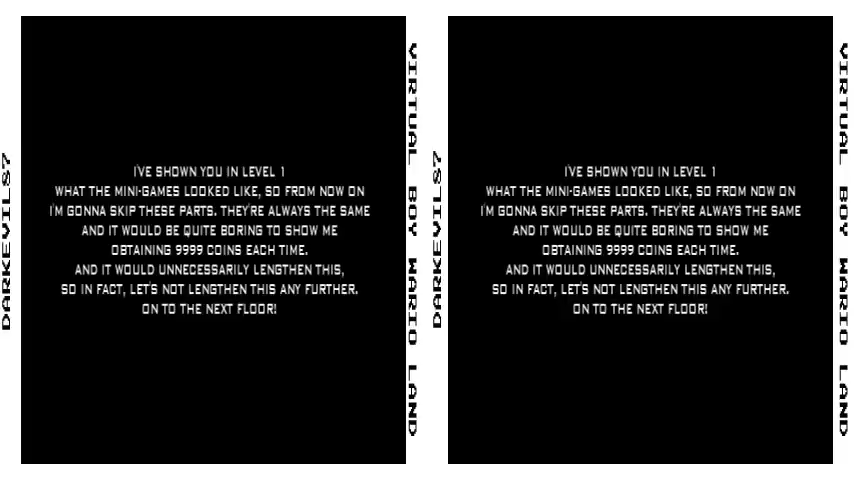 DARKEVIL87
I'VE SHOWN YOU IN LEVEL 1
WHAT THE MINI-GAMES LOOKED LIKE, SO FROM NOW ON
I'M GONNA SKIP THESE PARTS. THEY'RE ALWAYS THE SAME
AND IT WOULD BE QUITE BORING TO SHOW ME
OBTAINING 9999 COINS EACH TIME.
AND IT WOULD UNNECESSARILY LENGTHEN THIS,
SO IN FACT, LET'S NOT LENGTHEN THIS ANY FURTHER.
ON TO THE NEXT FLOOR!
VIRTUAL BOY WARIO LAND
DARKEVIL87
I'VE SHOWN YOU IN LEVEL 1
WHAT THE MINI-GAMES LOOKED LIKE, SO FROM NOW ON
I'M GONNA SKIP THESE PARTS. THEY'RE ALWAYS THE SAME
AND IT WOULD BE QUITE BORING TO SHOW ME
OBTAINING 9999 COINS EACH TIME.
AND IT WOULD UNNECESSARILY LENGTHEN THIS,
SO IN FACT, LET'S NOT LENGTHEN THIS ANY FURTHER.
ON TO THE NEXT FLOOR!
VIRTUAL BOY WARIO LAND